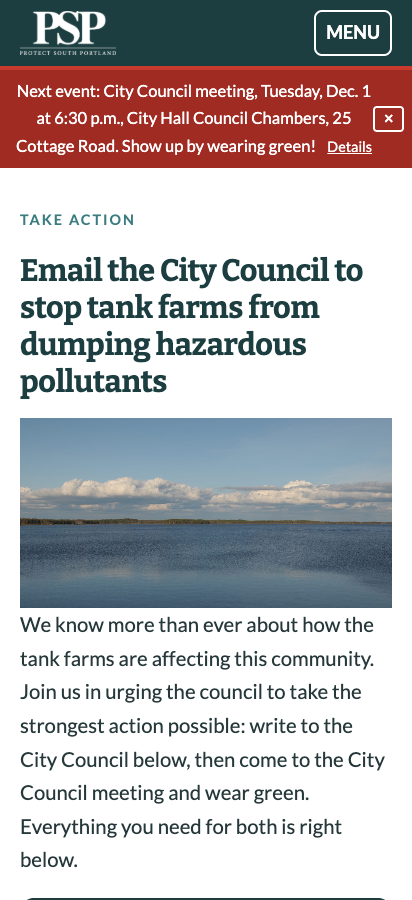 PSP
PROTECT SOUTH PORTLAND
MENU
Next event: City Council meeting, Tuesday, Dec. 1
at 6:30 p.m., City Hall Council Chambers, 25
Cottage Road. Show up by wearing green! Details
×
TAKE ACTION
Email the City Council to
stop tank farms from
dumping hazardous
pollutants
We know more than ever about how the
tank farms are affecting this community.
Join us in urging the council to take the
strongest action possible: write to the
City Council below, then come to the City
Council meeting and wear green.
Everything you need for both is right
below.